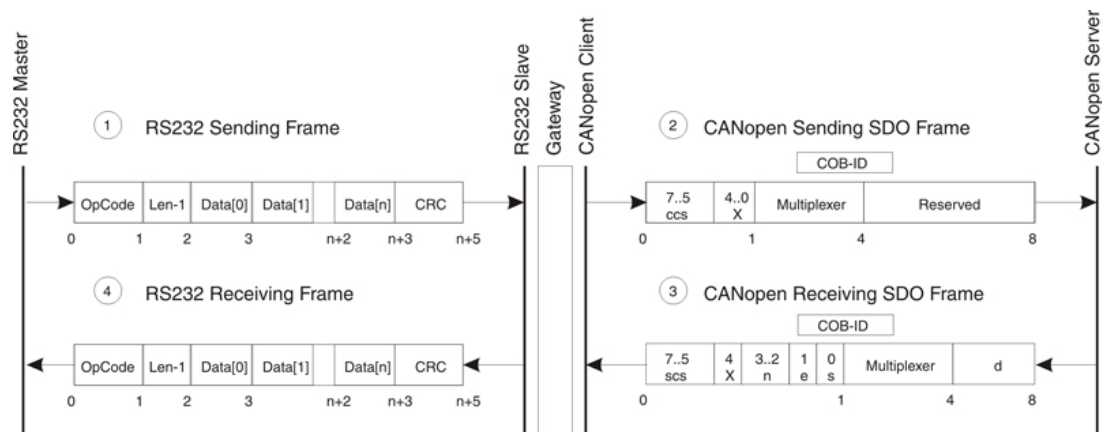 RS232 Master
RS232 Slave
Gateway
CANopen Client
CANopen Server
1 RS232 Sending Frame
OpCode Len-1 Data[0] Data[1] Data[n] CRC
0 1 2 3 n+2 n+3 n+5
2 CANopen Sending SDO Frame
COB-ID
7..5 4..0 Multiplexer Reserved
ccs X
0 1 4 8
4 RS232 Receiving Frame
OpCode Len-1 Data[0] Data[1] Data[n] CRC
0 1 2 3 n+2 n+3 n+5
3 CANopen Receiving SDO Frame
COB-ID
7..5 4 3..2 1 0 Multiplexer d
scs X n e s
0 1 4 8